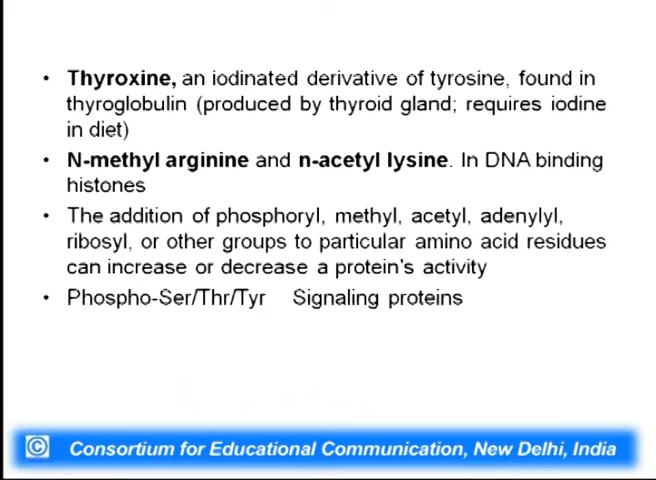 • Thyroxine, an iodinated derivative of tyrosine, found in
thyroglobulin (produced by thyroid gland; requires iodine
in diet)
• N-methyl arginine and n-acetyl lysine. In DNA binding
histones
• The addition of phosphoryl, methyl, acetyl, adenylyl,
ribosyl, or other groups to particular amino acid residues
can increase or decrease a protein's activity
• Phospho-Ser/Thr/Tyr Signaling proteins
© Consortium for Educational Communication, New Delhi, India